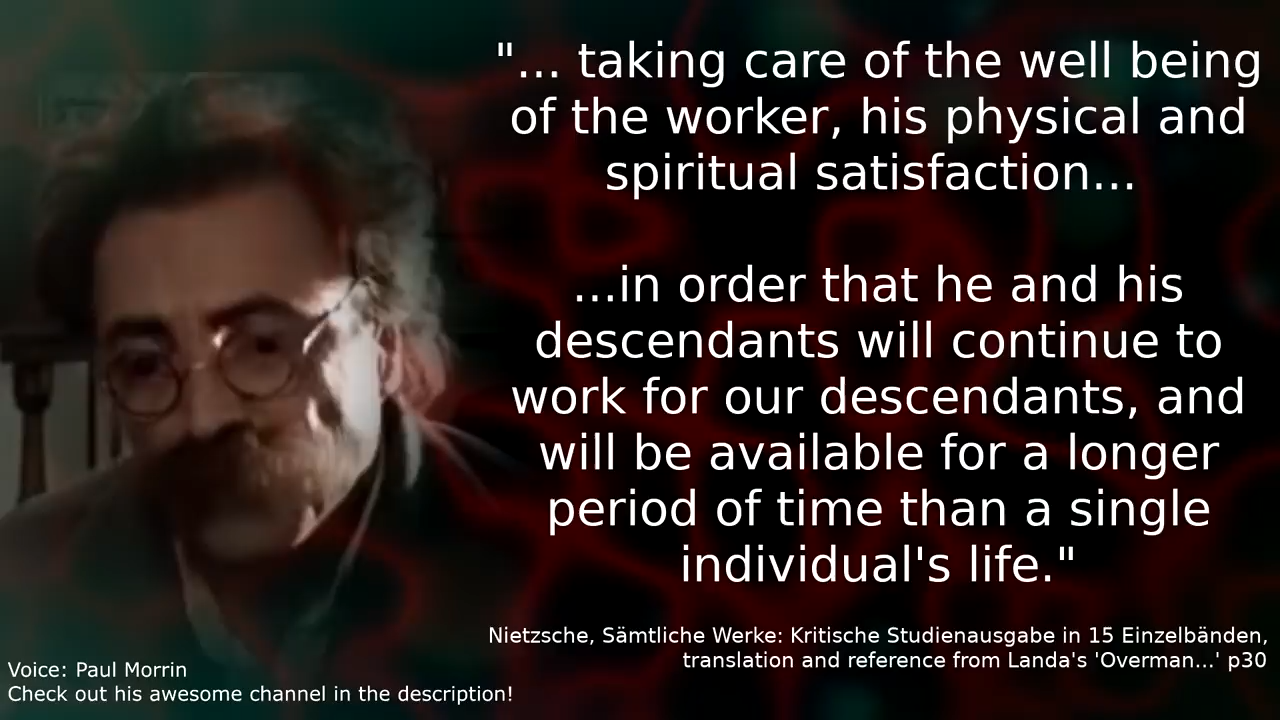 "... taking care of the well being
of the worker, his physical and
spiritual satisfaction...
...in order that he and his
descendants will continue to
work for our descendants, and
will be available for a longer
period of time than a single
individual's life."
Nietzsche, Sämtliche Werke: Kritische Studienausgabe in 15 Einzelbänden,
translation and reference from Landa's 'Overman...' p30
Voice: Paul Morrin
Check out his awesome channel in the description!